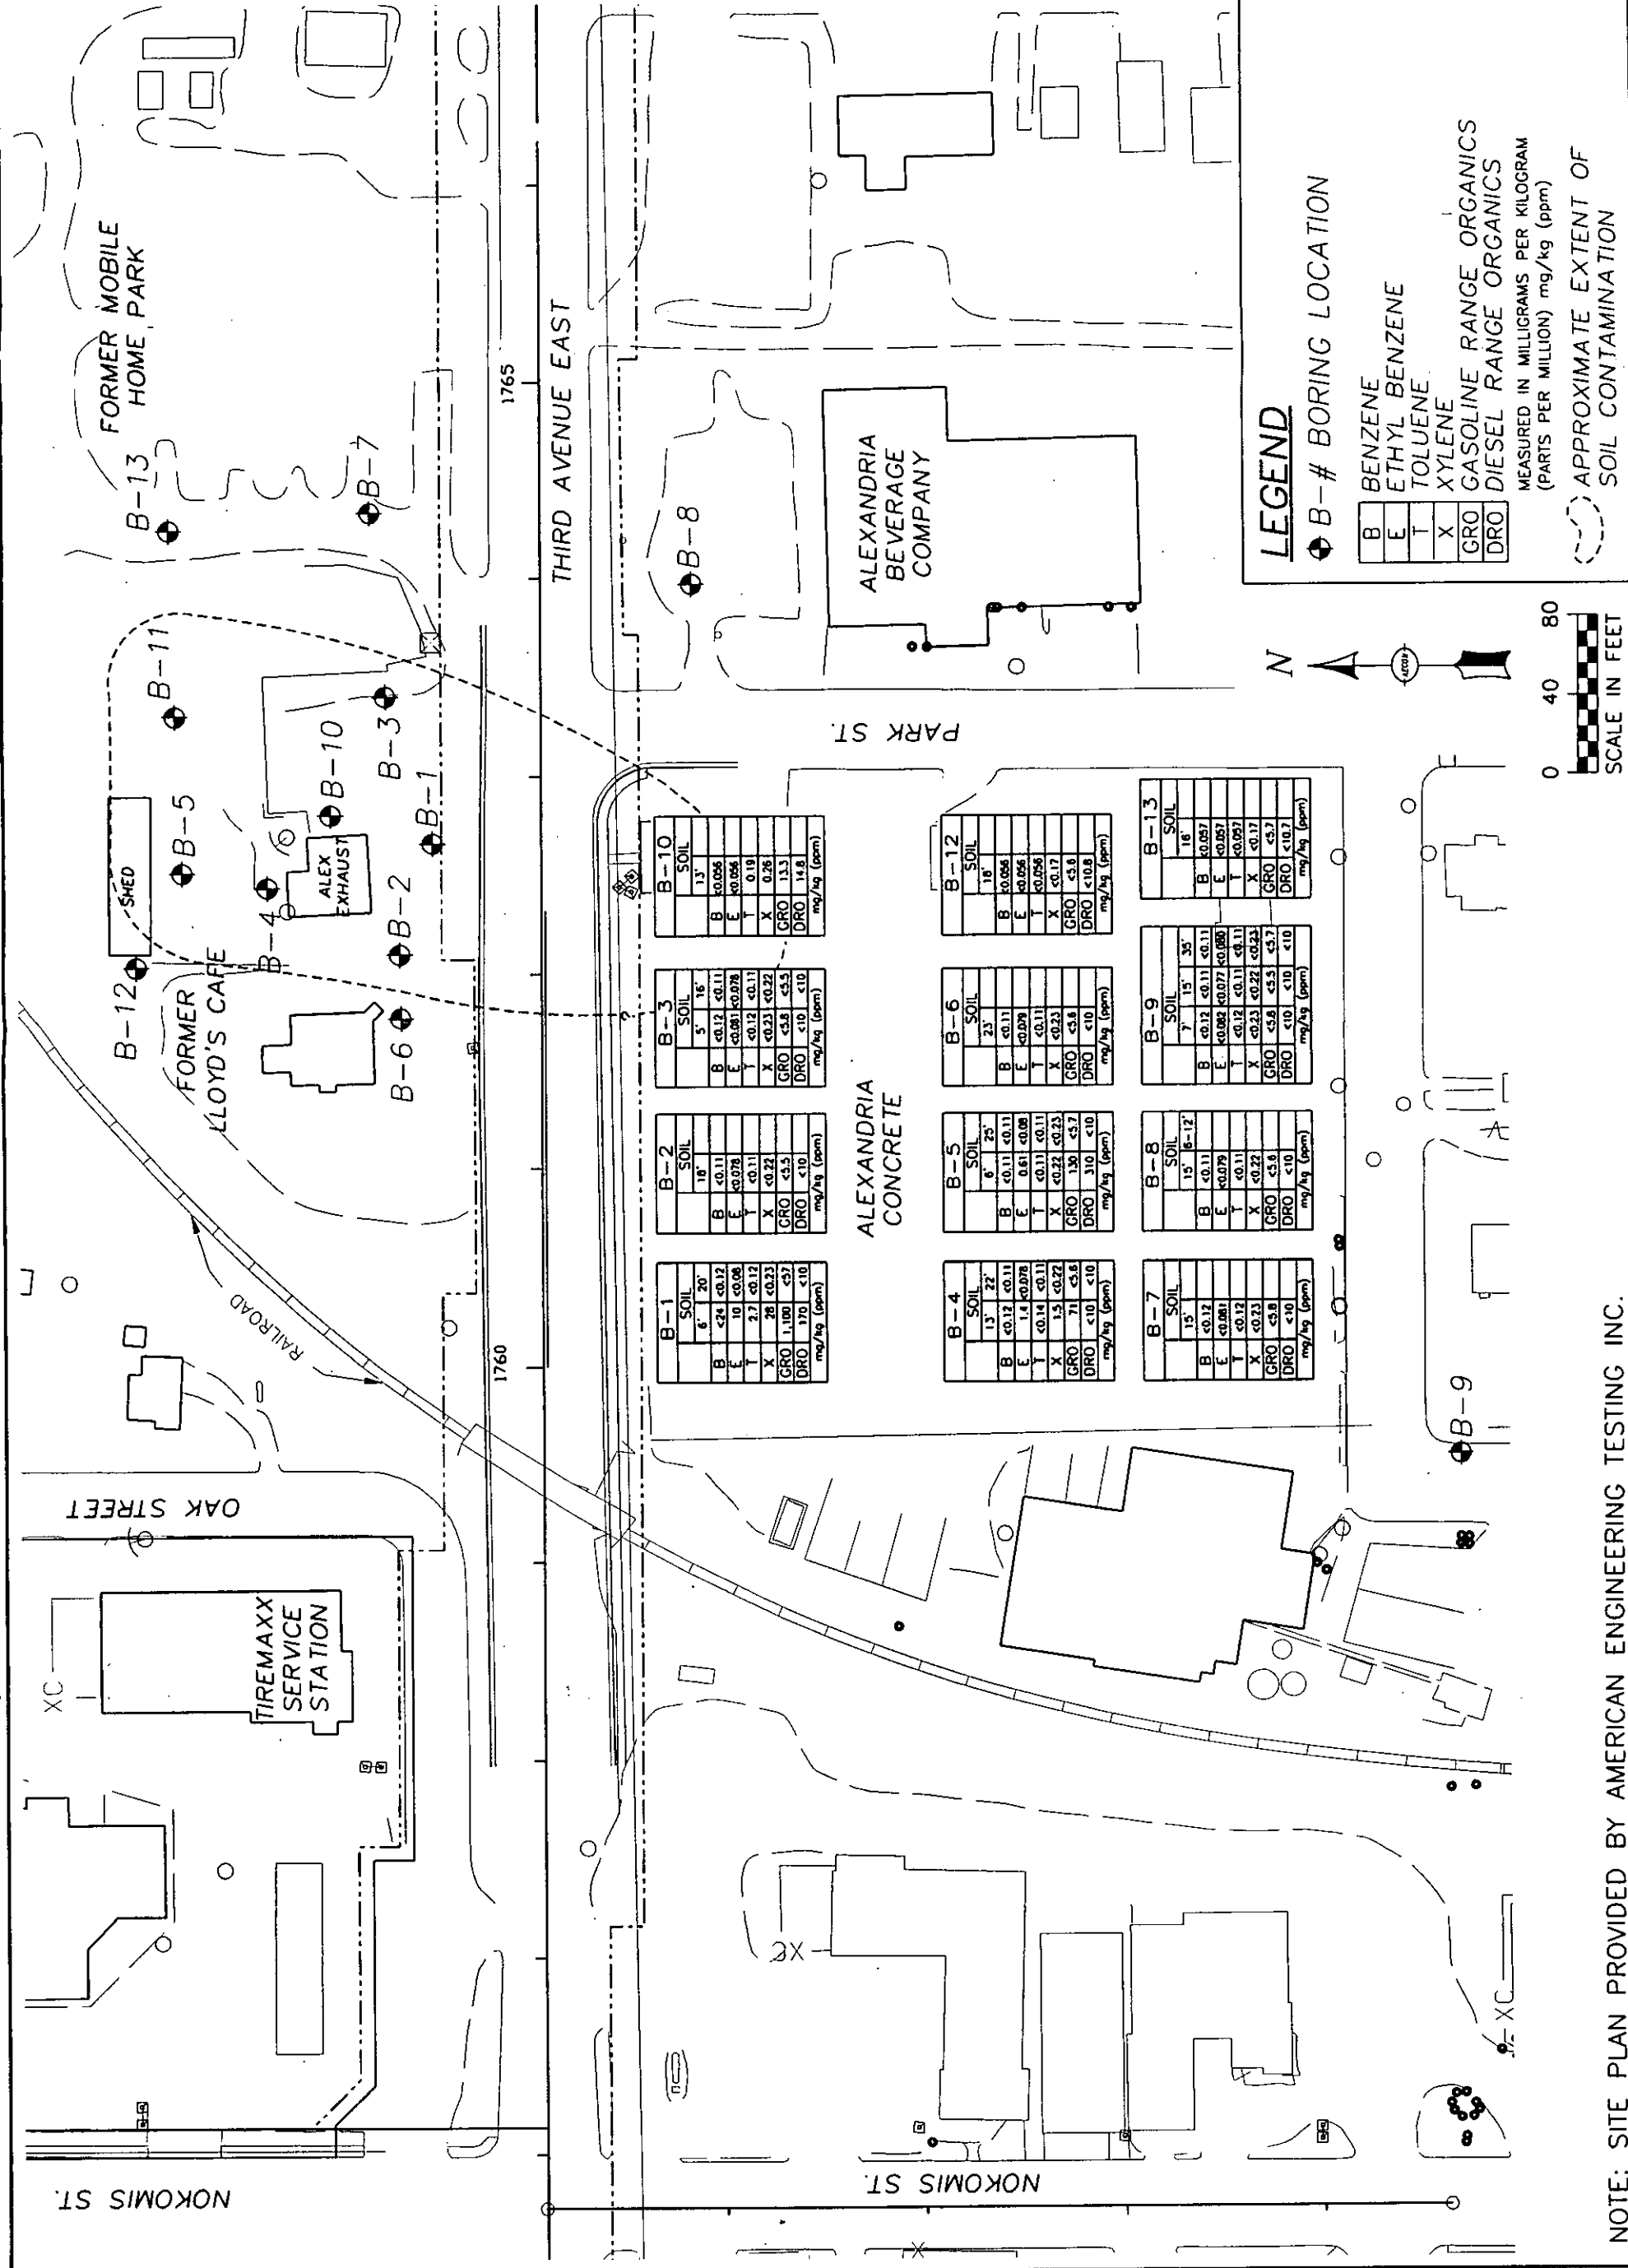 NOKOMIS ST.
XC
TIREMAXX
SERVICE
STATION
OAK STREET
RAILROAD
B-12
FORMER
LLOYD'S CAFE
B-6
SHED
B-4
B-5
ALEX
EXHAUST
B-2
B-10
B-1
B-3
B-11
B-13
FORMER MOBILE
HOME PARK
B-7
1760
THIRD AVENUE EAST
1765
B-8
ALEXANDRIA
BEVERAGE
COMPANY
PARK ST.
NOKOMIS ST.
XC
XC
B-9
ALEXANDRIA
CONCRETE
B-1
SOIL
6' 20'
B <24 <0.12
E 10 <0.08
T 2.7 <0.12
X 28 <0.23
GRO 1,100 <57
DRO 170 <10
mg/kg (ppm)
B-2
SOIL
18'
B <0.11
E <0.078
T <0.11
X <0.22
GRO <5.5
DRO <10
mg/kg (ppm)
B-3
SOIL
5' 16'
B <0.12 <0.11
E <0.081 <0.078
T <0.12 <0.11
X <0.23 <0.22
GRO <5.8 <5.5
DRO <10 <10
mg/kg (ppm)
?
B-10
SOIL
13'
B <0.056
E <0.056
T 0.19
X 0.26
GRO 13.3
DRO 14.8
mg/kg (ppm)
B-4
SOIL
13' 22'
B <0.12 <0.11
E 1.4 <0.078
T <0.14 <0.11
X 1.5 <0.22
GRO 71 <5.6
DRO <10 <10
mg/kg (ppm)
B-5
SOIL
6' 25'
B <0.11 <0.11
E 0.61 <0.08
T <0.11 <0.11
X <0.22 <0.23
GRO 130 <5.7
DRO 310 <10
mg/kg (ppm)
B-6
SOIL
23'
B <0.11
E <0.079
T <0.11
X <0.23
GRO <5.6
DRO <10
mg/kg (ppm)
B-12
SOIL
18'
B <0.056
E <0.056
T <0.056
X <0.17
GRO <5.6
DRO <10.8
mg/kg (ppm)
B-7
SOIL
15'
B <0.12
E <0.081
T <0.12
X <0.23
GRO <5.8
DRO <10
mg/kg (ppm)
B-8
SOIL
15' 6-12'
B <0.11
E <0.079
T <0.11
X <0.22
GRO <5.6
DRO <10
mg/kg (ppm)
B-9
SOIL
7' 15' 35'
B <0.12 <0.11 <0.11
E <0.082 <0.077 <0.080
T <0.12 <0.11 <0.11
X <0.23 <0.22 <0.23
GRO <5.8 <5.5 <5.7
DRO <10 <10 <10
mg/kg (ppm)
B-13
SOIL
16'
B <0.057
E <0.057
T <0.057
X <0.17
GRO <5.7
DRO <10.7
mg/kg (ppm)
N
AECOM
0 40 80
SCALE IN FEET
LEGEND
B-# BORING LOCATION
B BENZENE
E ETHYL BENZENE
T TOLUENE
X XYLENE
GRO GASOLINE RANGE ORGANICS
DRO DIESEL RANGE ORGANICS
MEASURED IN MILLIGRAMS PER KILOGRAM
(PARTS PER MILLION) mg/kg (ppm)
APPROXIMATE EXTENT OF
SOIL CONTAMINATION
NOTE: SITE PLAN PROVIDED BY AMERICAN ENGINEERING TESTING INC.